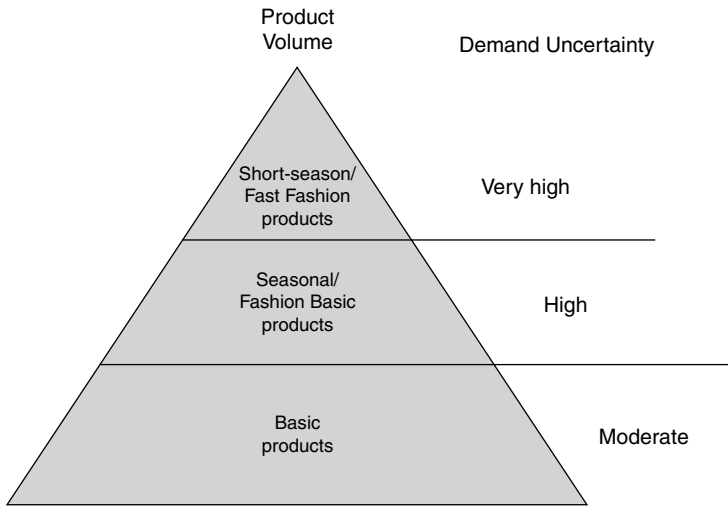 Product
Volume
Demand Uncertainty
Short-season/
Fast Fashion
products
Very high
Seasonal/
Fashion Basic
products
High
Basic
products
Moderate